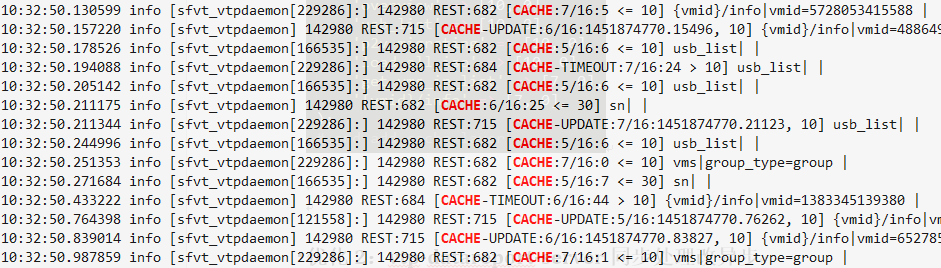 10:32:50.130599 info [sfvt_vtpdaemon[229286]:] 142980 REST:682 [CACHE:7/16:5 <= 10] {vmid}/info|vmid=5728053415588 |
10:32:50.157220 info [sfvt_vtpdaemon] 142980 REST:715 [CACHE-UPDATE:6/16:1451874770.15496, 10] {vmid}/info|vmid=488649
10:32:50.178526 info [sfvt_vtpdaemon[166535]:] 142980 REST:682 [CACHE:5/16:6 <= 10] usb_list| |
10:32:50.194088 info [sfvt_vtpdaemon[229286]:] 142980 REST:684 [CACHE-TIMEOUT:7/16:24 > 10] usb_list| |
10:32:50.205142 info [sfvt_vtpdaemon[166535]:] 142980 REST:682 [CACHE:5/16:6 <= 10] usb_list| |
10:32:50.211175 info [sfvt_vtpdaemon] 142980 REST:682 [CACHE:6/16:25 <= 30] sn| |
10:32:50.211344 info [sfvt_vtpdaemon[229286]:] 142980 REST:715 [CACHE-UPDATE:7/16:1451874770.21123, 10] usb_list| |
10:32:50.244996 info [sfvt_vtpdaemon[166535]:] 142980 REST:682 [CACHE:5/16:6 <= 10] usb_list| |
10:32:50.251353 info [sfvt_vtpdaemon[229286]:] 142980 REST:682 [CACHE:7/16:0 <= 10] vms|group_type=group |
10:32:50.271684 info [sfvt_vtpdaemon[166535]:] 142980 REST:682 [CACHE:5/16:7 <= 30] sn| |
10:32:50.433222 info [sfvt_vtpdaemon] 142980 REST:684 [CACHE-TIMEOUT:6/16:44 > 10] {vmid}/info|vmid=1383345139380 |
10:32:50.764398 info [sfvt_vtpdaemon[121558]:] 142980 REST:715 [CACHE-UPDATE:5/16:1451874770.76262, 10] {vmid}/info|vm
10:32:50.839014 info [sfvt_vtpdaemon] 142980 REST:715 [CACHE-UPDATE:6/16:1451874770.83827, 10] {vmid}/info|vmid=652785
10:32:50.987859 info [sfvt_vtpdaemon[229286]:] 142980 REST:682 [CACHE:7/16:1 <= 10] vms|group_type=group |